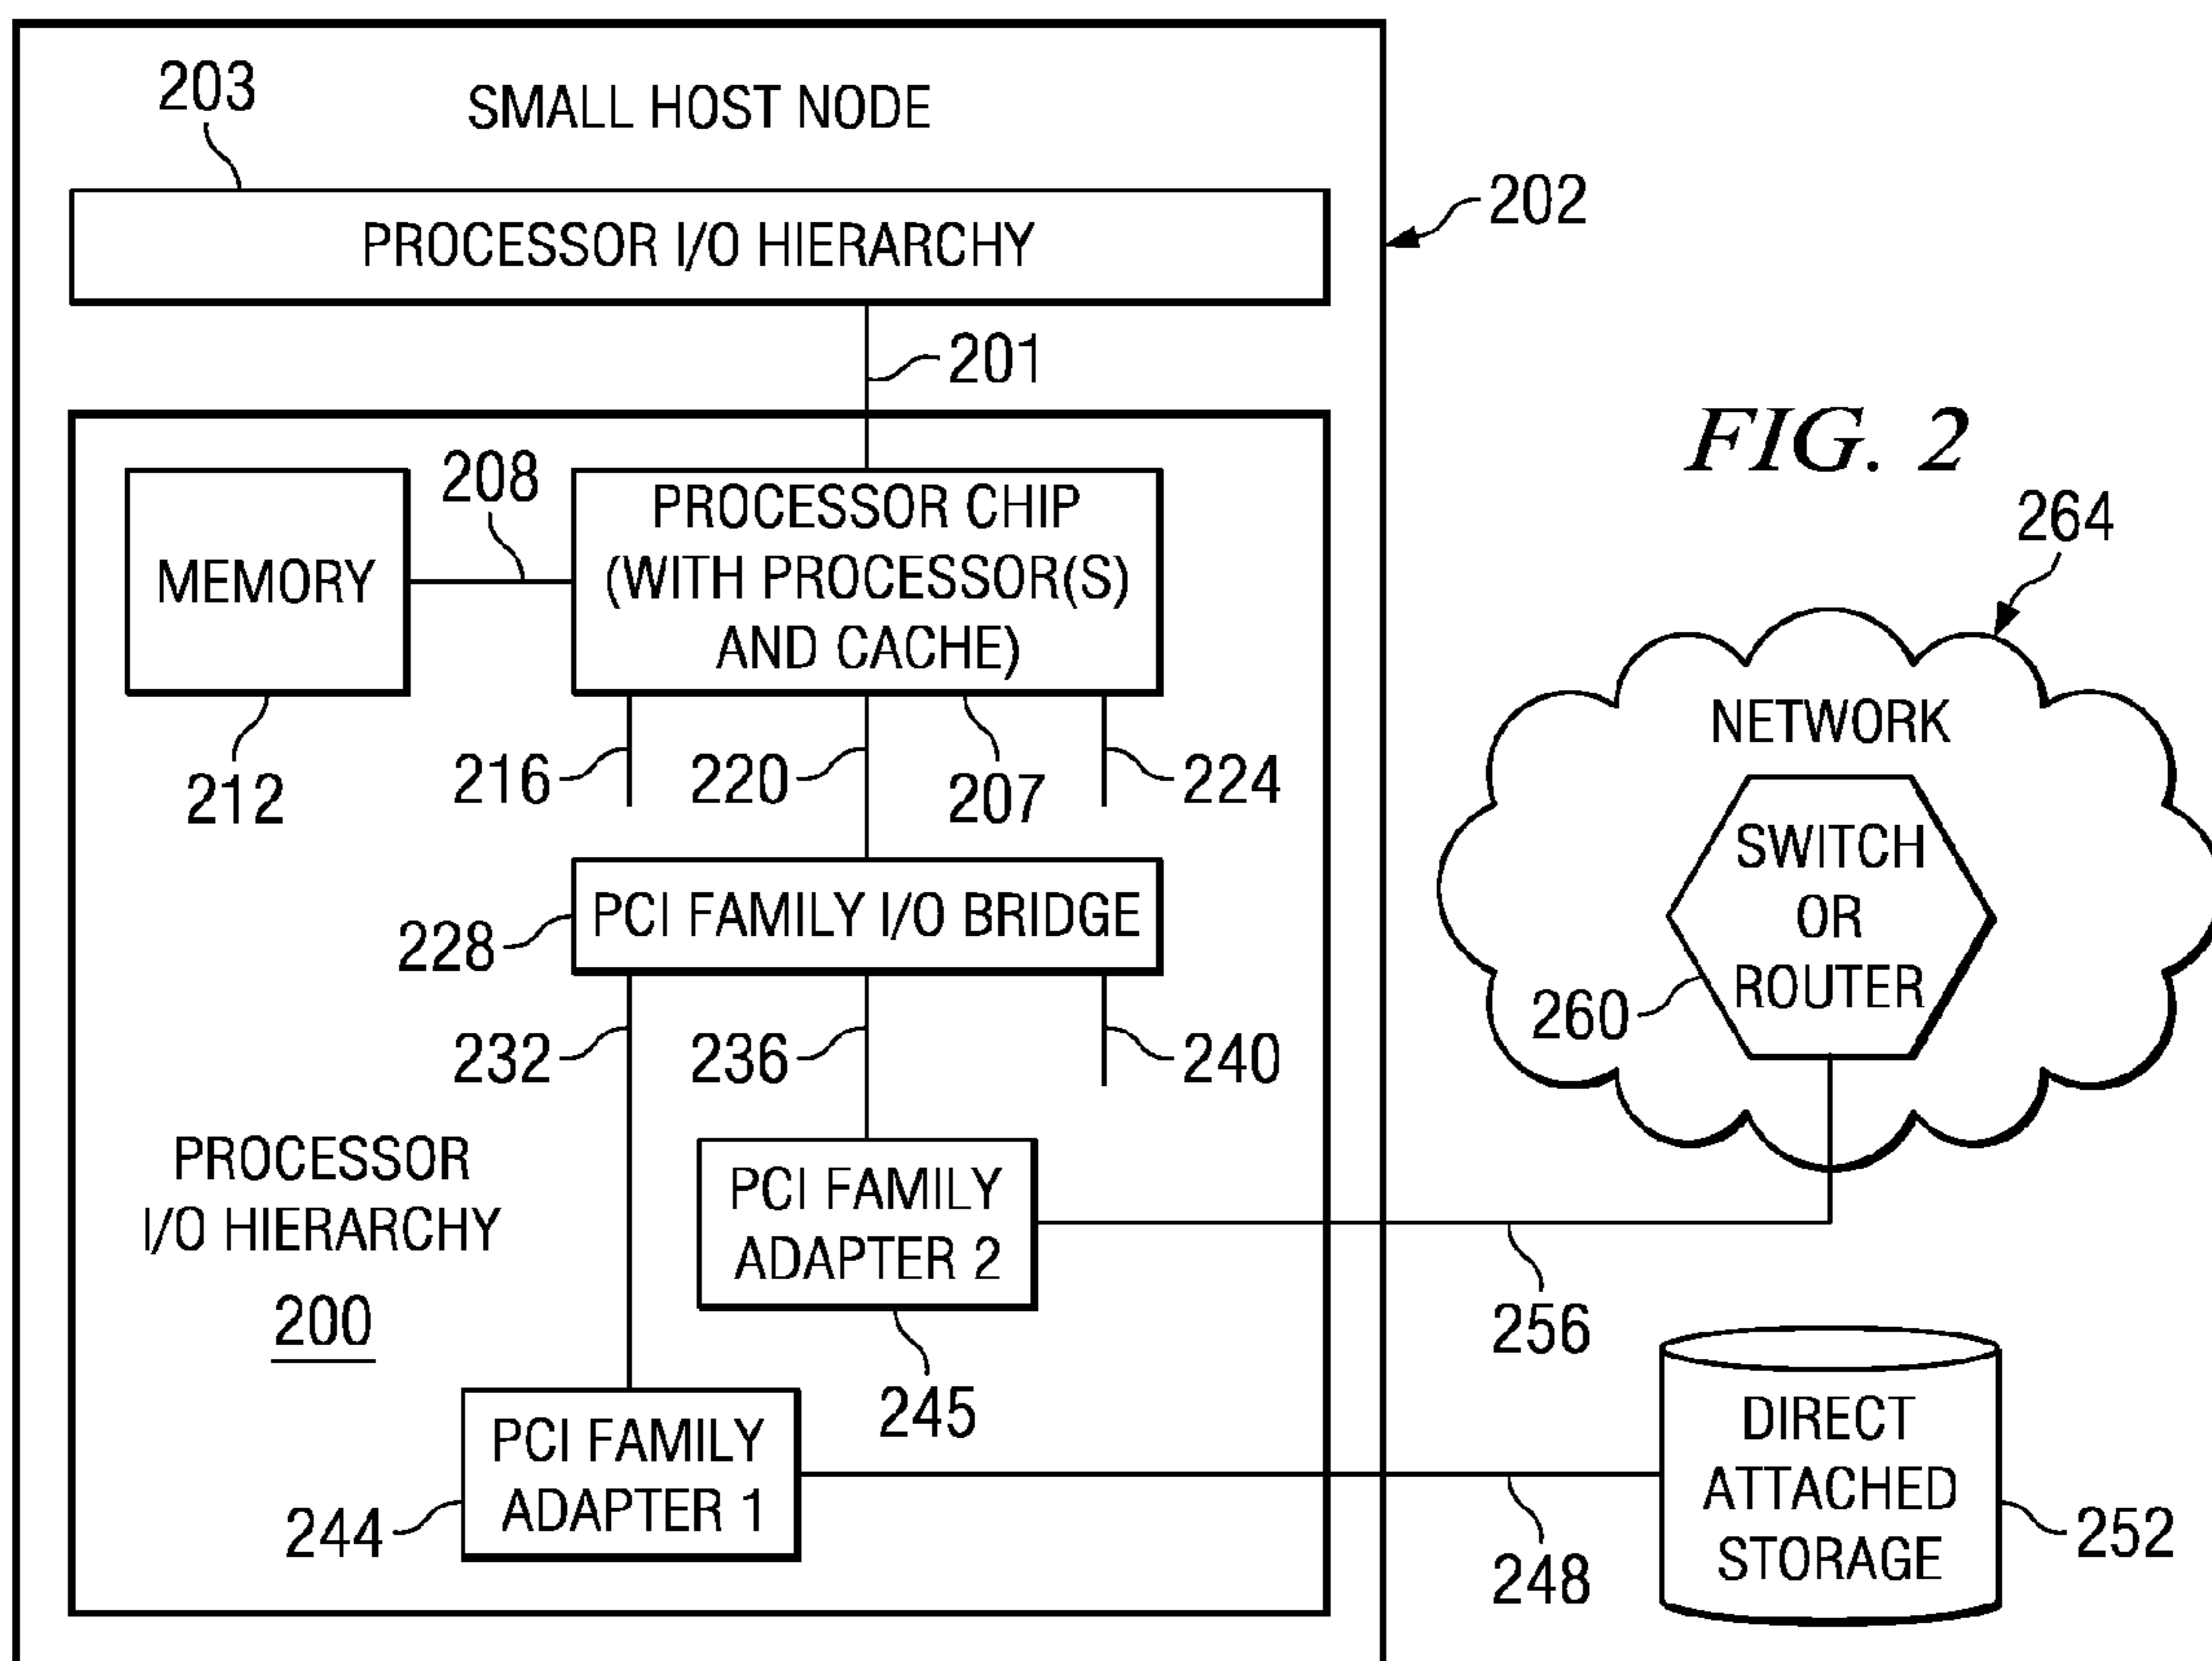 203
SMALL HOST NODE
202
PROCESSOR I/O HIERARCHY
201
FIG. 2
208
PROCESSOR CHIP
(WITH PROCESSOR(S)
AND CACHE)
MEMORY
264
212
216
220
207
224
NETWORK
SWITCH
OR
ROUTER
260
228
PCI FAMILY I/O BRIDGE
232
236
240
PROCESSOR
I/O HIERARCHY
200
PCI FAMILY
ADAPTER 2
256
245
PCI FAMILY
ADAPTER 1
244
248
DIRECT
ATTACHED
STORAGE
252